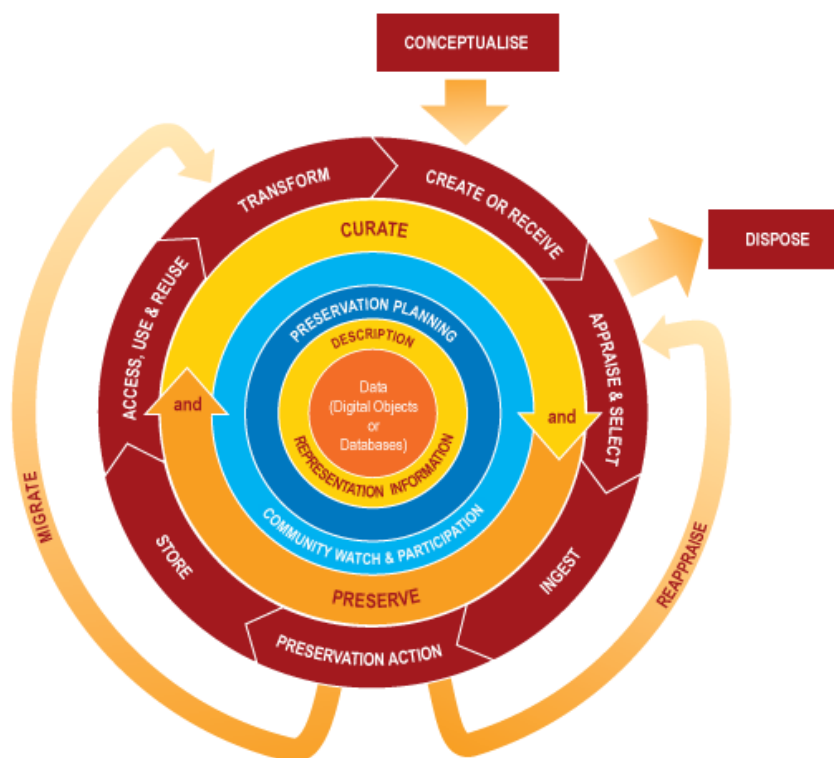 CONCEPTUALISE
CREATE OR RECEIVE
DISPOSE
APPRAISE & SELECT
REAPPRAISE
INGEST
PRESERVATION ACTION
STORE
MIGRATE
ACCESS, USE & REUSE
TRANSFORM
CURATE
and
PRESERVE
and
COMMUNITY WATCH & PARTICIPATION
PRESERVATION PLANNING
DESCRIPTION
REPRESENTATION INFORMATION
Data
(Digital Objects
or
Databases)